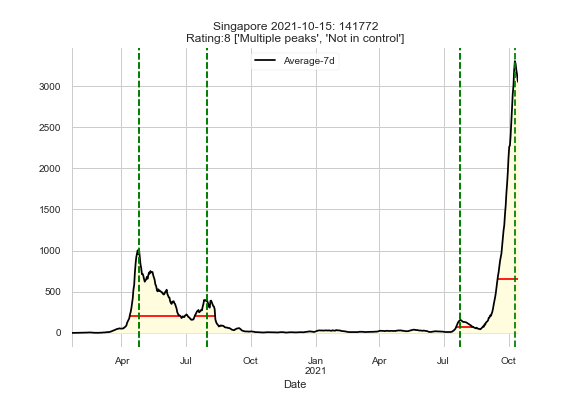 Singapore 2021-10-15: 141772
Rating:8 ['Multiple peaks', 'Not in control']
Average-7d
3000
2500
2000
1500
1000
500
0
Apr Jul Oct Jan Apr Jul Oct
2021
Date